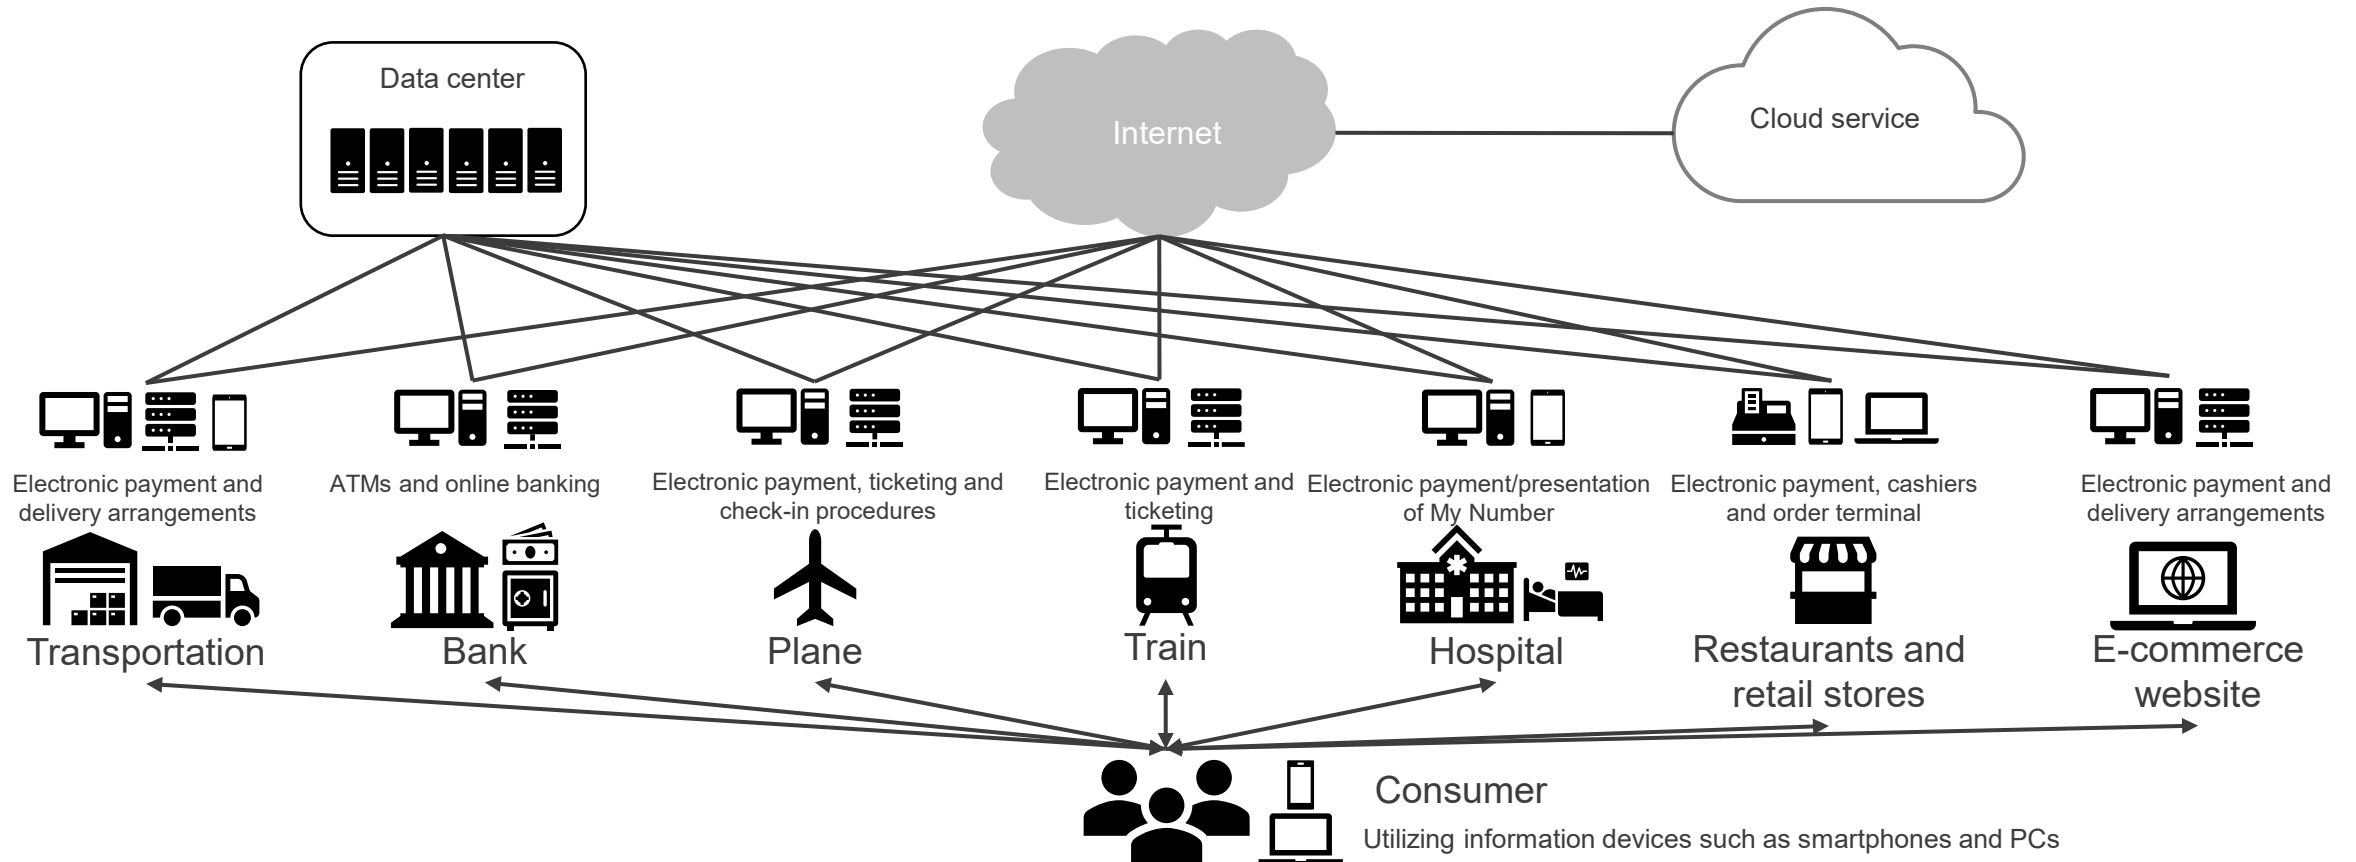 Data center
Internet
Cloud service
Electronic payment and
delivery arrangements
ATMs and online banking
Electronic payment, ticketing and
check-in procedures
Electronic payment and
ticketing
Electronic payment/presentation
of My Number
Electronic payment, cashiers
and order terminal
Electronic payment and
delivery arrangements
Transportation
Bank
Plane
Train
Hospital
Restaurants and
retail stores
E-commerce
website
Consumer
Utilizing information devices such as smartphones and PCs